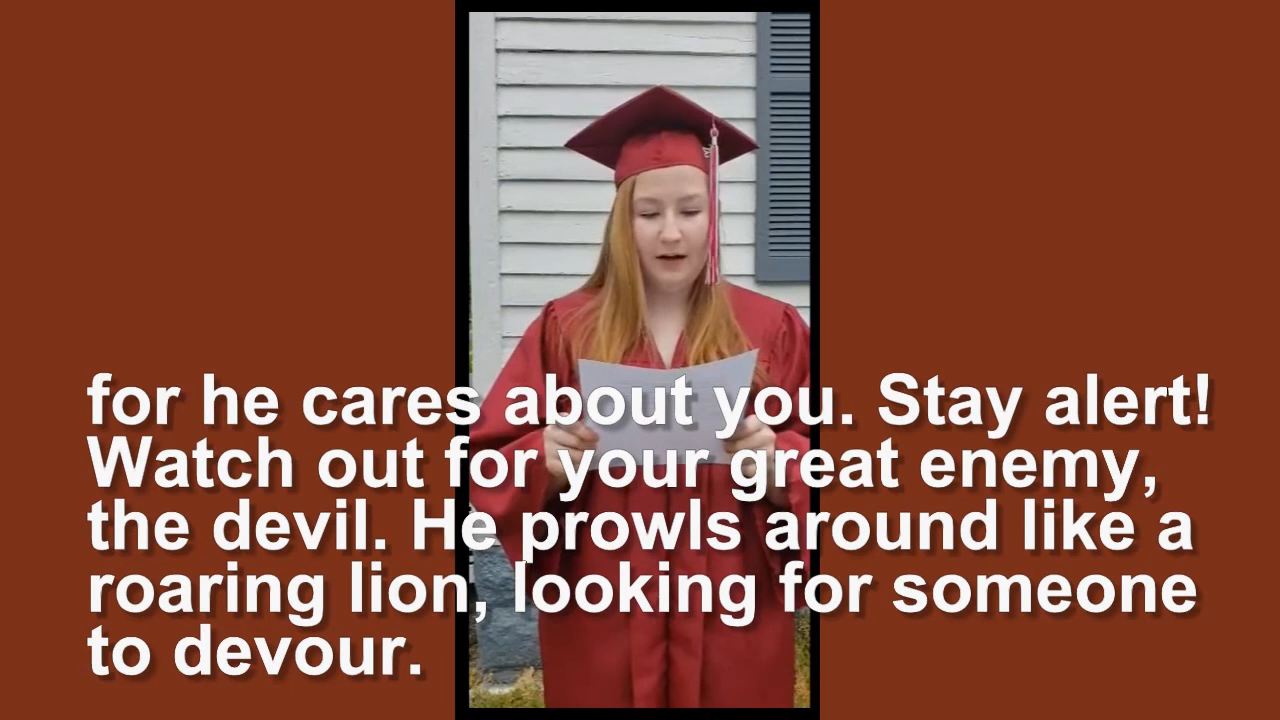 for he cares about you. Stay alert!
Watch out for your great enemy,
the devil. He prowls around like a
roaring lion, looking for someone
to devour.